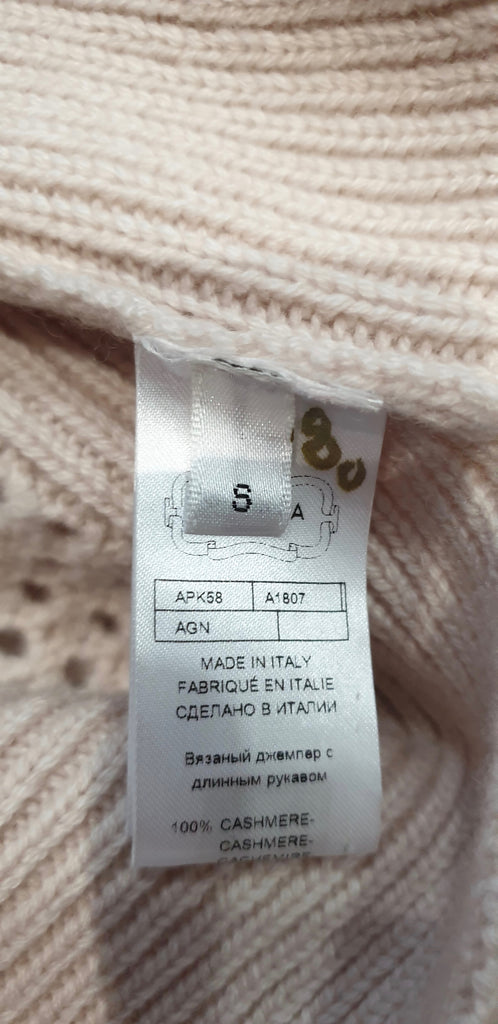 S
A
APK58 A1807
AGN
MADE IN ITALY
FABRIQUÉ EN ITALIE
СДЕЛАНО В ИТАЛИИ
Вязаный джемпер с
длинным рукавом
100% CASHMERE-
CASHMERE-